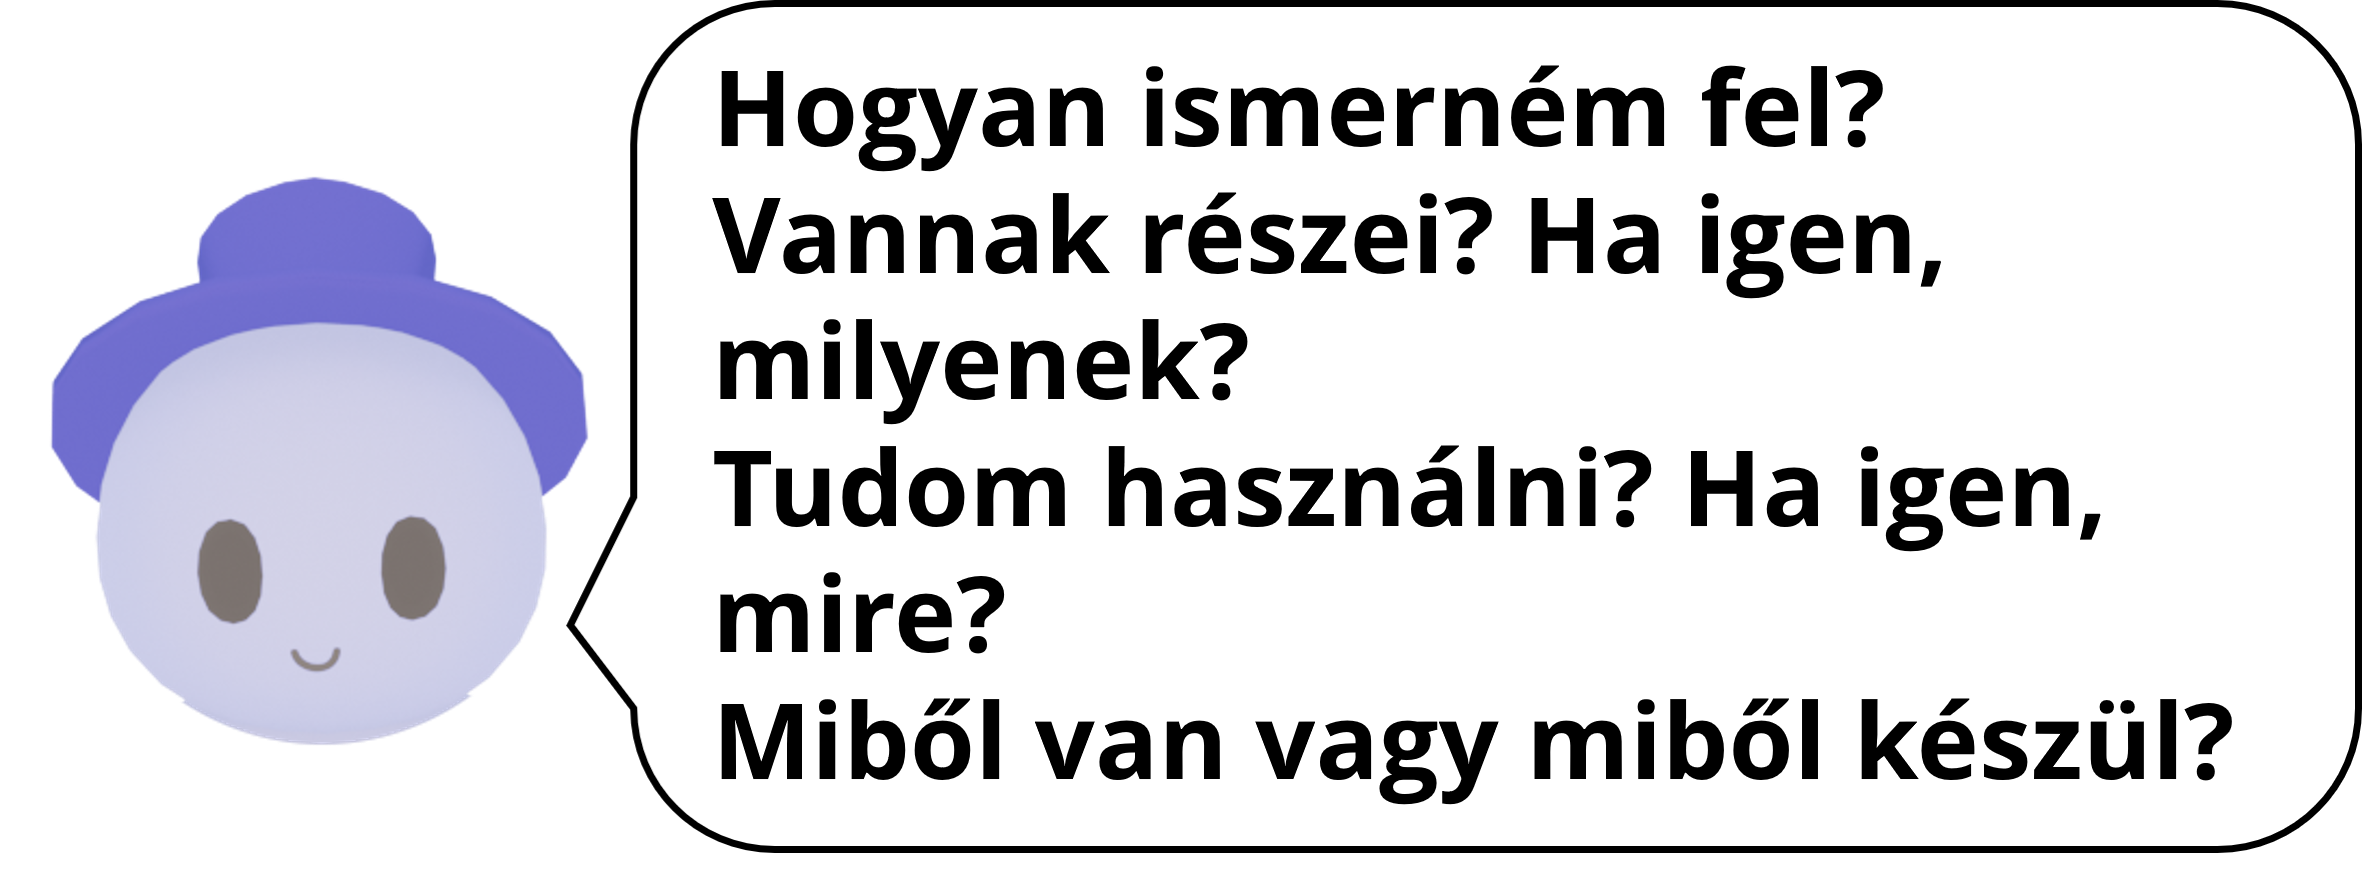 Hogyan ismerném fel?
Vannak részei? Ha igen,
milyenek?
Tudom használni? Ha igen,
mire?
Miből van vagy miből készül?